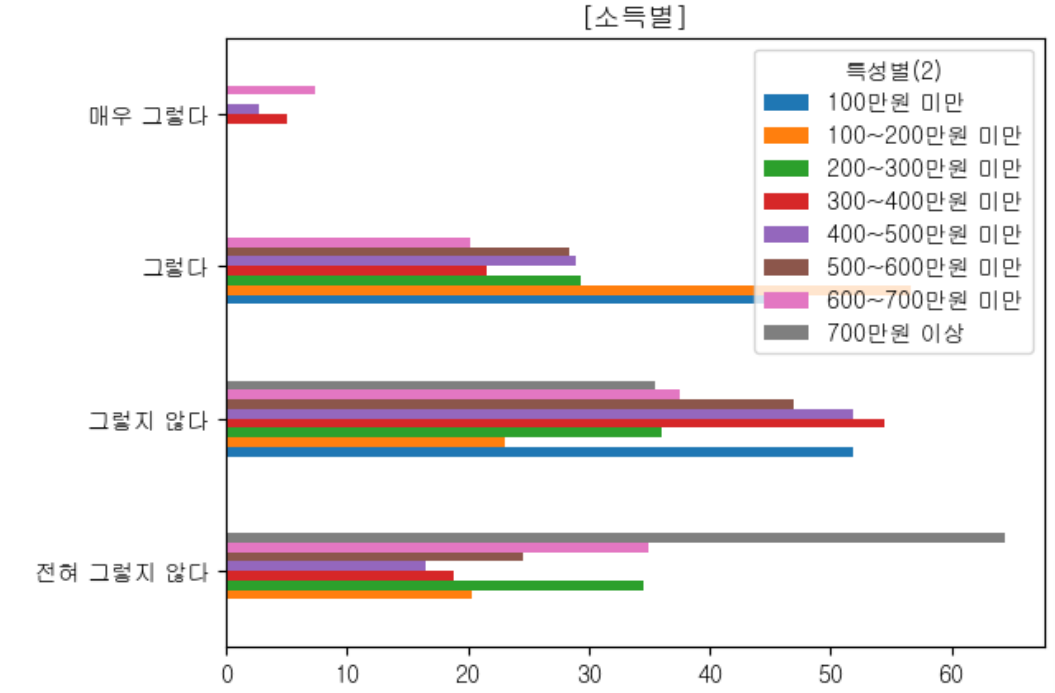 [소득별]
특성별(2)
100만원 미만
100~200만원 미만
200~300만원 미만
300~400만원 미만
400~500만원 미만
500~600만원 미만
600~700만원 미만
700만원 이상
매우 그렇다
그렇다
그렇지 않다
전혀 그렇지 않다
0 10 20 30 40 50 60